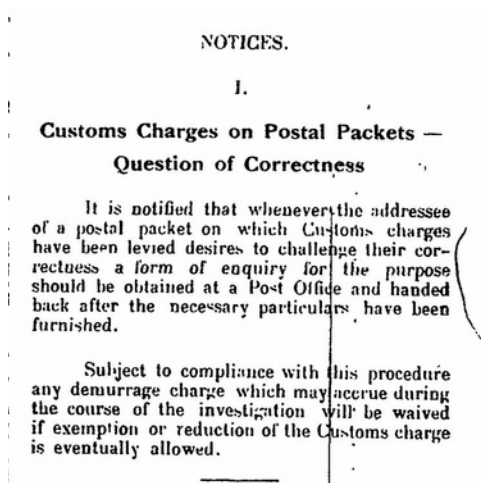 NOTICES.
I.
Customs Charges on Postal Packets —
Question of Correctness
It is notified that whenever the addressee
of a postal packet on which Customs charges
have been levied desires to challenge their cor-
rectness a form of enquiry for the purpose
should be obtained at a Post Office and handed
back after the necessary particulars have been
furnished.
Subject to compliance with this procedure
any demurrage charge which may accrue during
the course of the investigation will be waived
if exemption or reduction of the Customs charge
is eventually allowed.